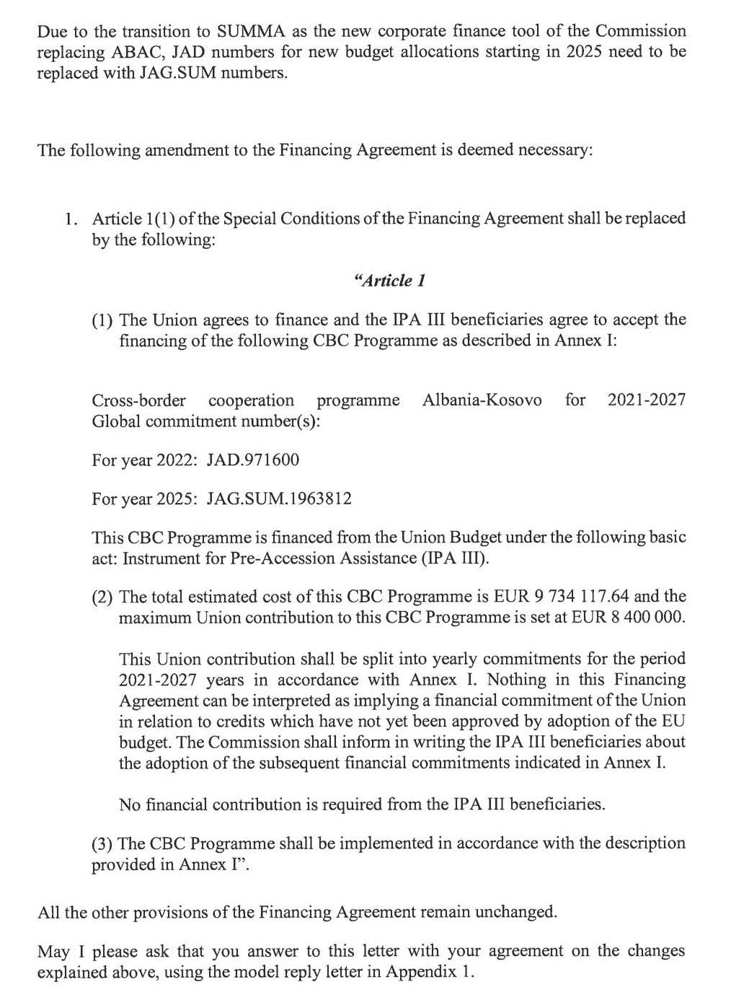 Due to the transition to SUMMA as the new corporate finance tool of the Commission
replacing ABAC, JAD numbers for new budget allocations starting in 2025 need to be
replaced with JAG.SUM numbers.
The following amendment to the Financing Agreement is deemed necessary:
1. Article 1(1) of the Special Conditions of the Financing Agreement shall be replaced
by the following:
“Article 1
(1) The Union agrees to finance and the IPA III beneficiaries agree to accept the
financing of the following CBC Programme as described in Annex I:
Cross-border cooperation programme Albania-Kosovo for 2021-2027
Global commitment number(s):
For year 2022: JAD.971600
For year 2025: JAG.SUM.1963812
This CBC Programme is financed from the Union Budget under the following basic
act: Instrument for Pre-Accession Assistance (IPA III).
(2) The total estimated cost of this CBC Programme is EUR 9 734 117.64 and the
maximum Union contribution to this CBC Programme is set at EUR 8 400 000.
This Union contribution shall be split into yearly commitments for the period
2021-2027 years in accordance with Annex I. Nothing in this Financing
Agreement can be interpreted as implying a financial commitment of the Union
in relation to credits which have not yet been approved by adoption of the EU
budget. The Commission shall inform in writing the IPA III beneficiaries about
the adoption of the subsequent financial commitments indicated in Annex I.
No financial contribution is required from the IPA III beneficiaries.
(3) The CBC Programme shall be implemented in accordance with the description
provided in Annex I”.
All the other provisions of the Financing Agreement remain unchanged.
May I please ask that you answer to this letter with your agreement on the changes
explained above, using the model reply letter in Appendix 1.